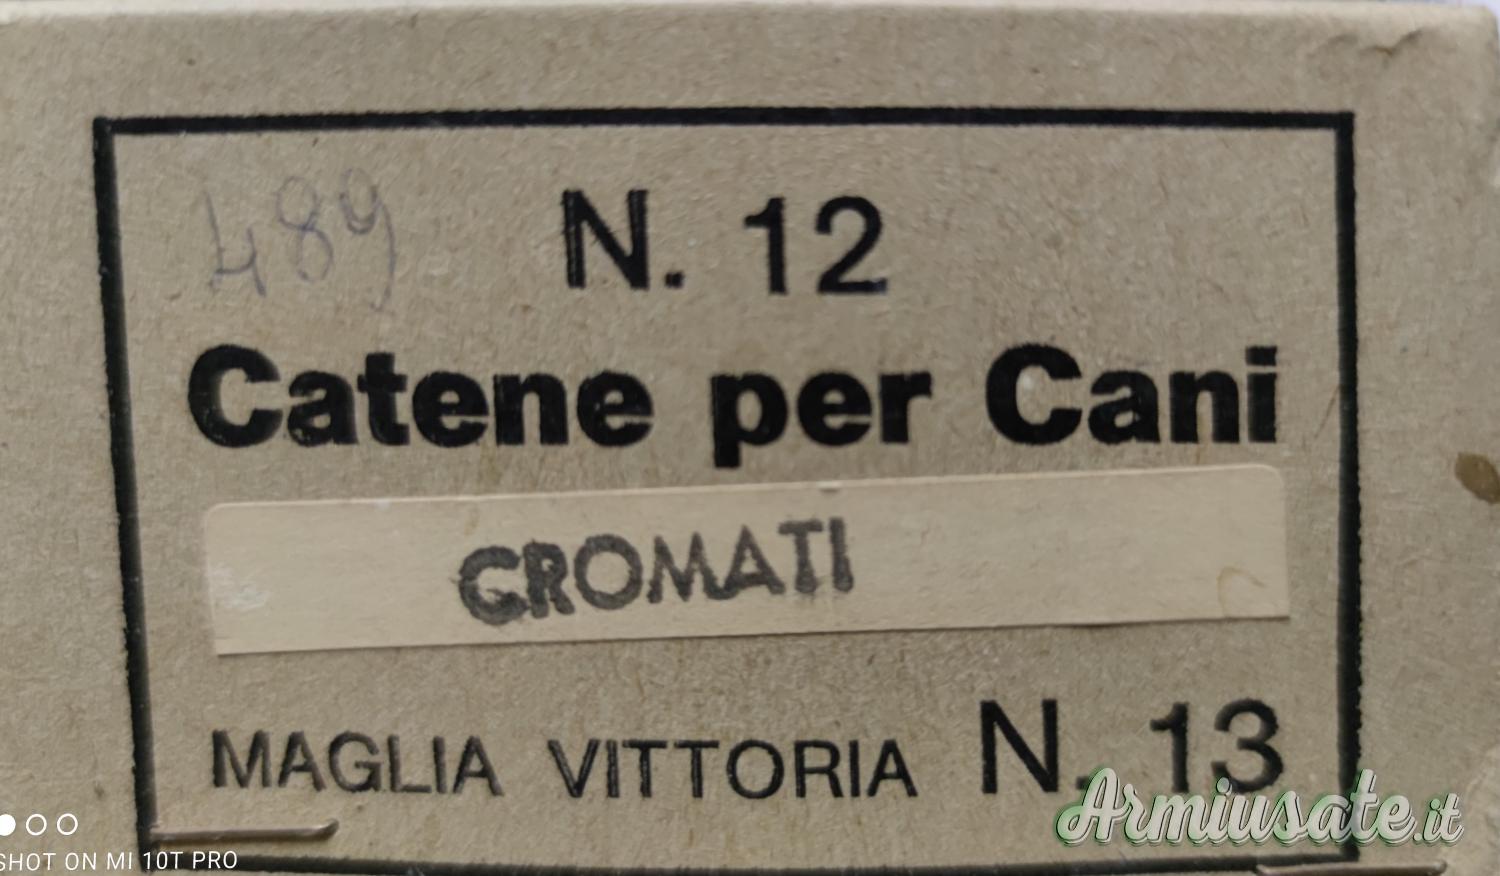 489 N. 12
Catene per Cani
CROMATI
MAGLIA VITTORIA N. 13
Armiusate.it
SHOT ON MI 10T PRO